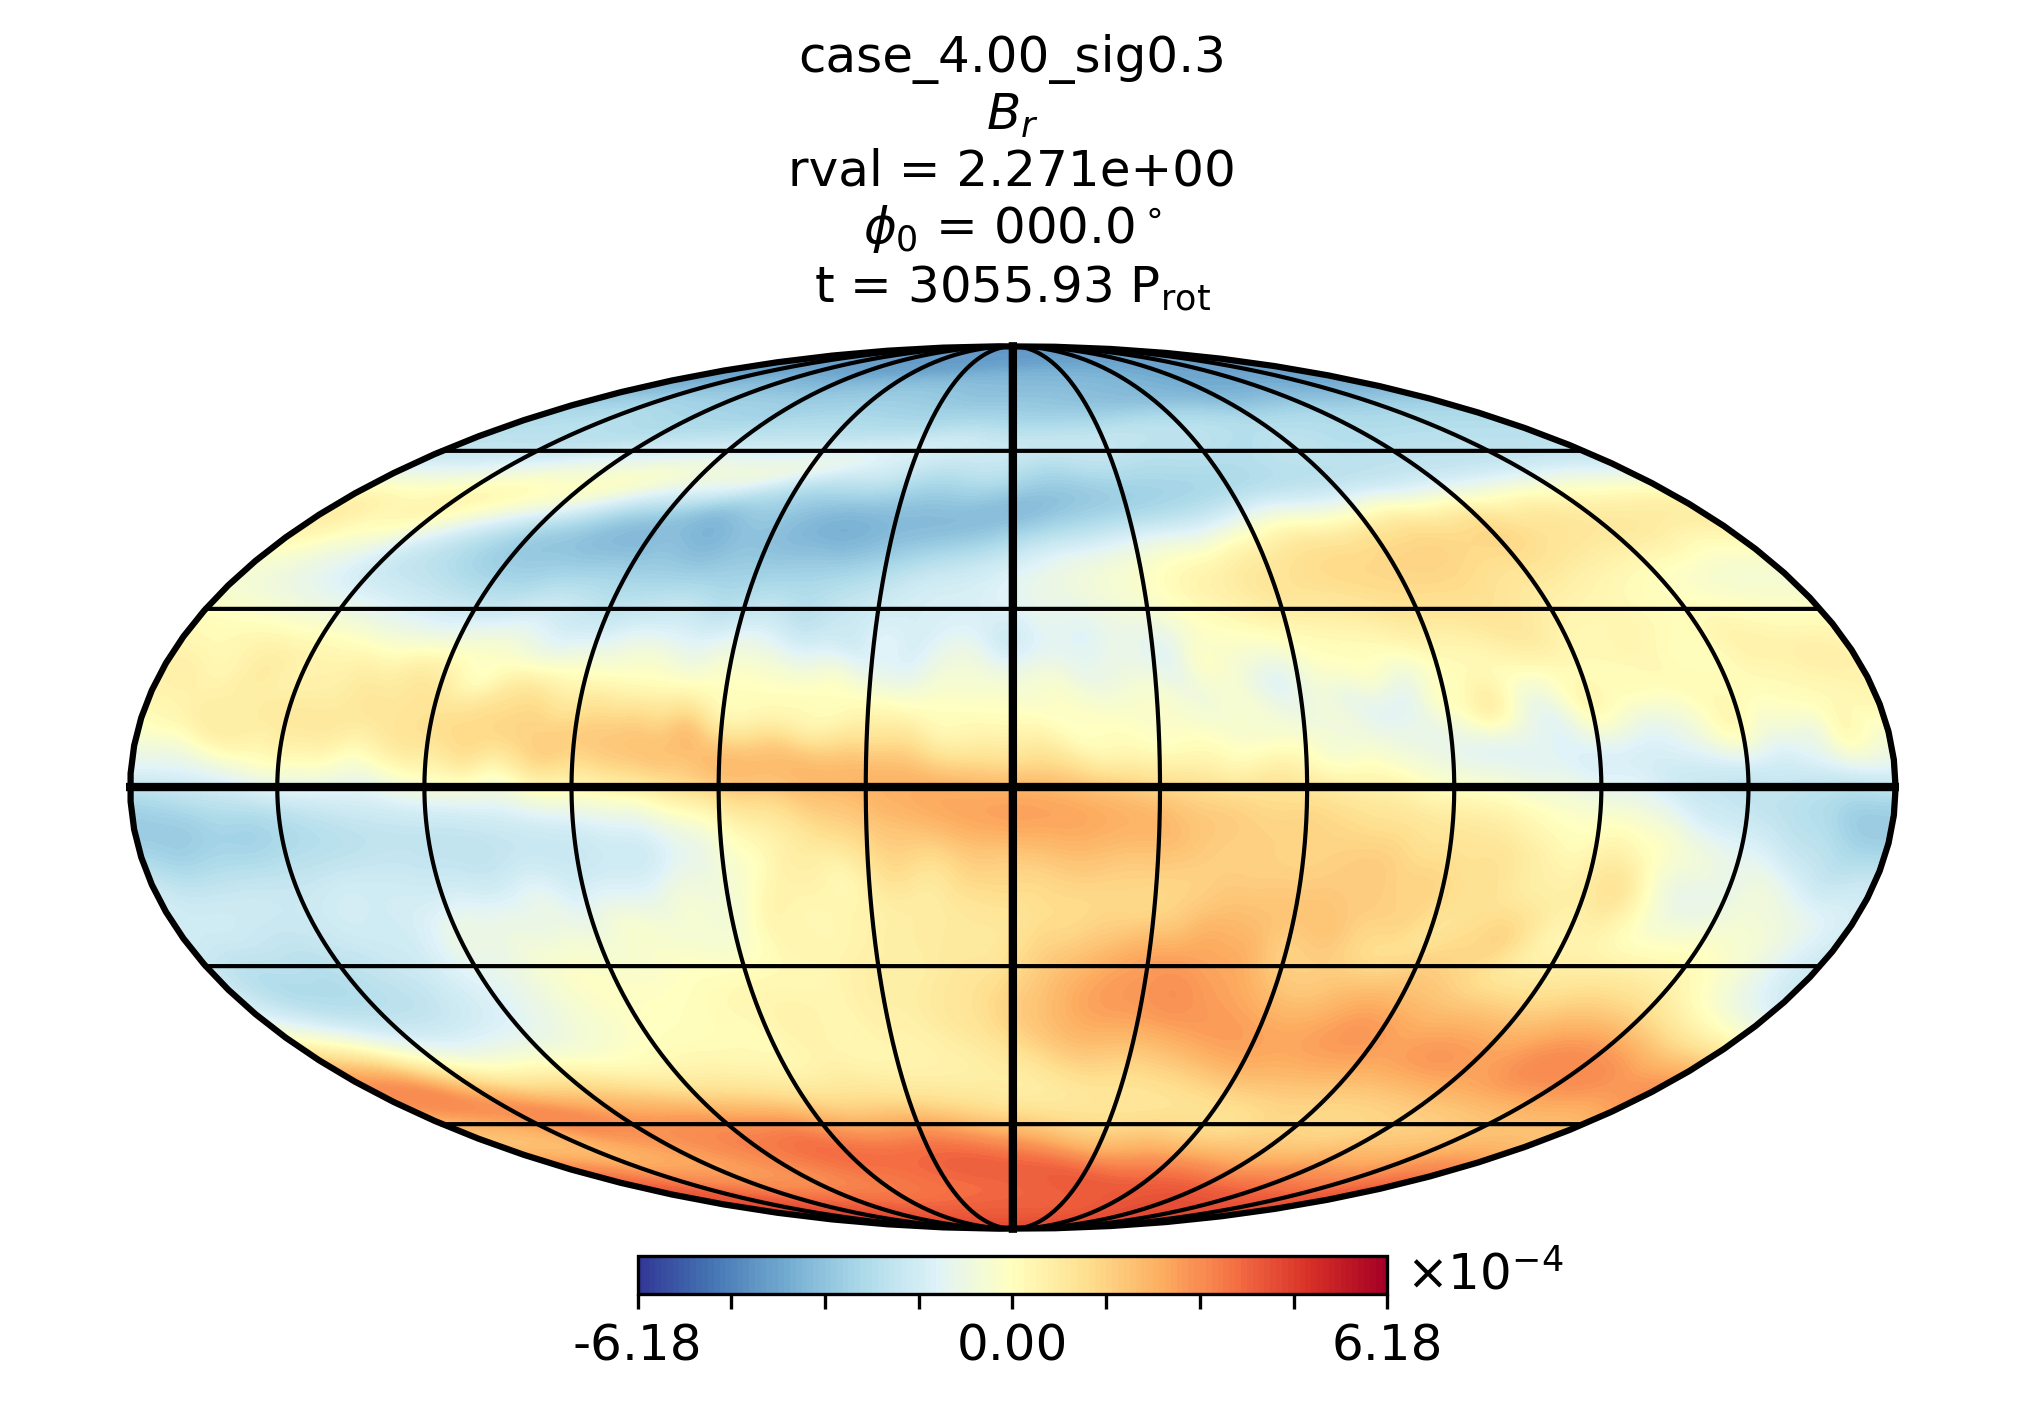 case_4.00_sig0.3
B_r
rval = 2.271e+00
ϕ₀ = 000.0°
t = 3055.93 P_rot
×10⁻⁴
-6.18 0.00 6.18